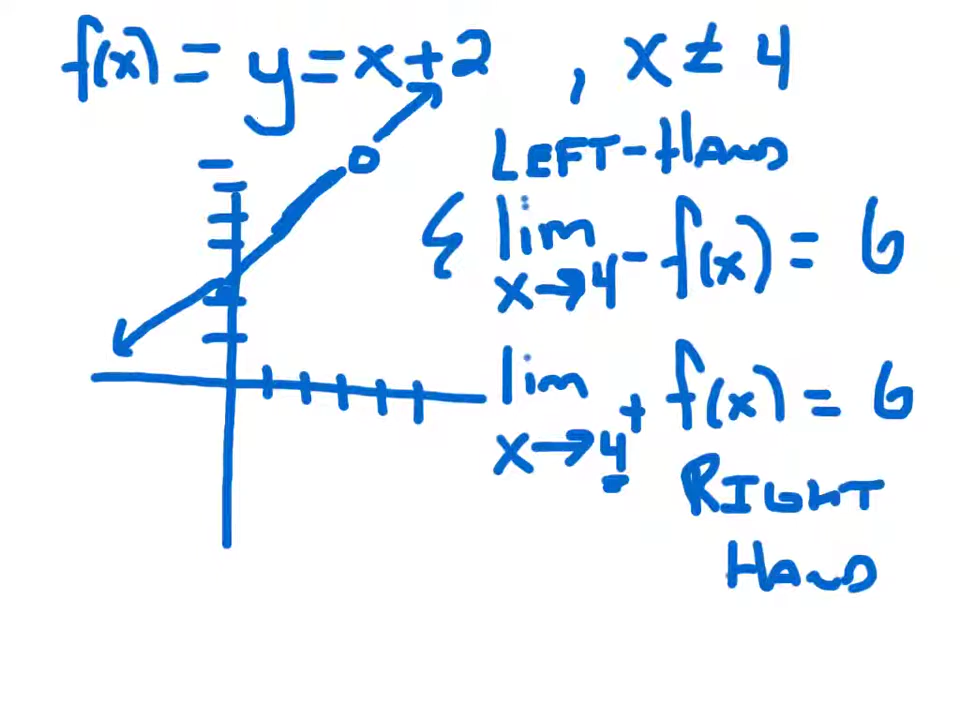 f(x) = y = x+2 , x ≠ 4
LEFT-HAND
lim x→4⁻ f(x) = 6
lim x→4⁺ f(x) = 6
RIGHT
HAND